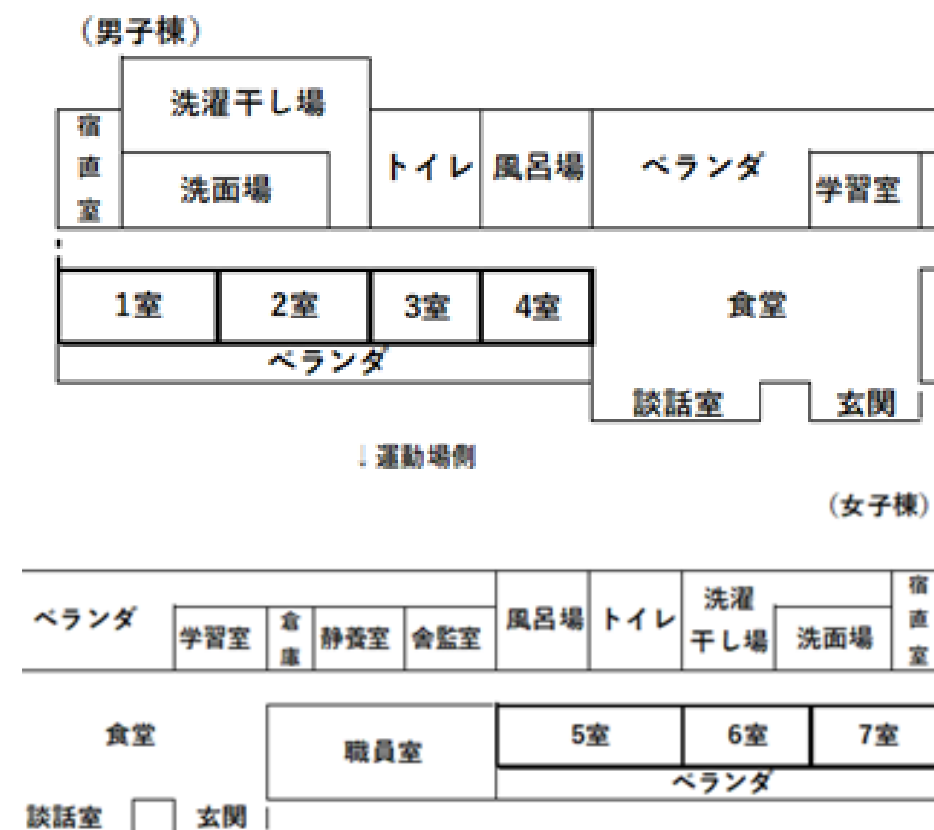 （男子棟）
洗濯干し場
宿直室
洗面場
トイレ
風呂場
ベランダ
学習室
1室
2室
3室
4室
食堂
ベランダ
談話室
玄関
↓運動場側
（女子棟）
ベランダ
学習室
倉庫
静養室
舎監室
風呂場
トイレ
洗濯
干し場
洗面場
宿直室
食堂
職員室
5室
6室
7室
ベランダ
談話室
玄関